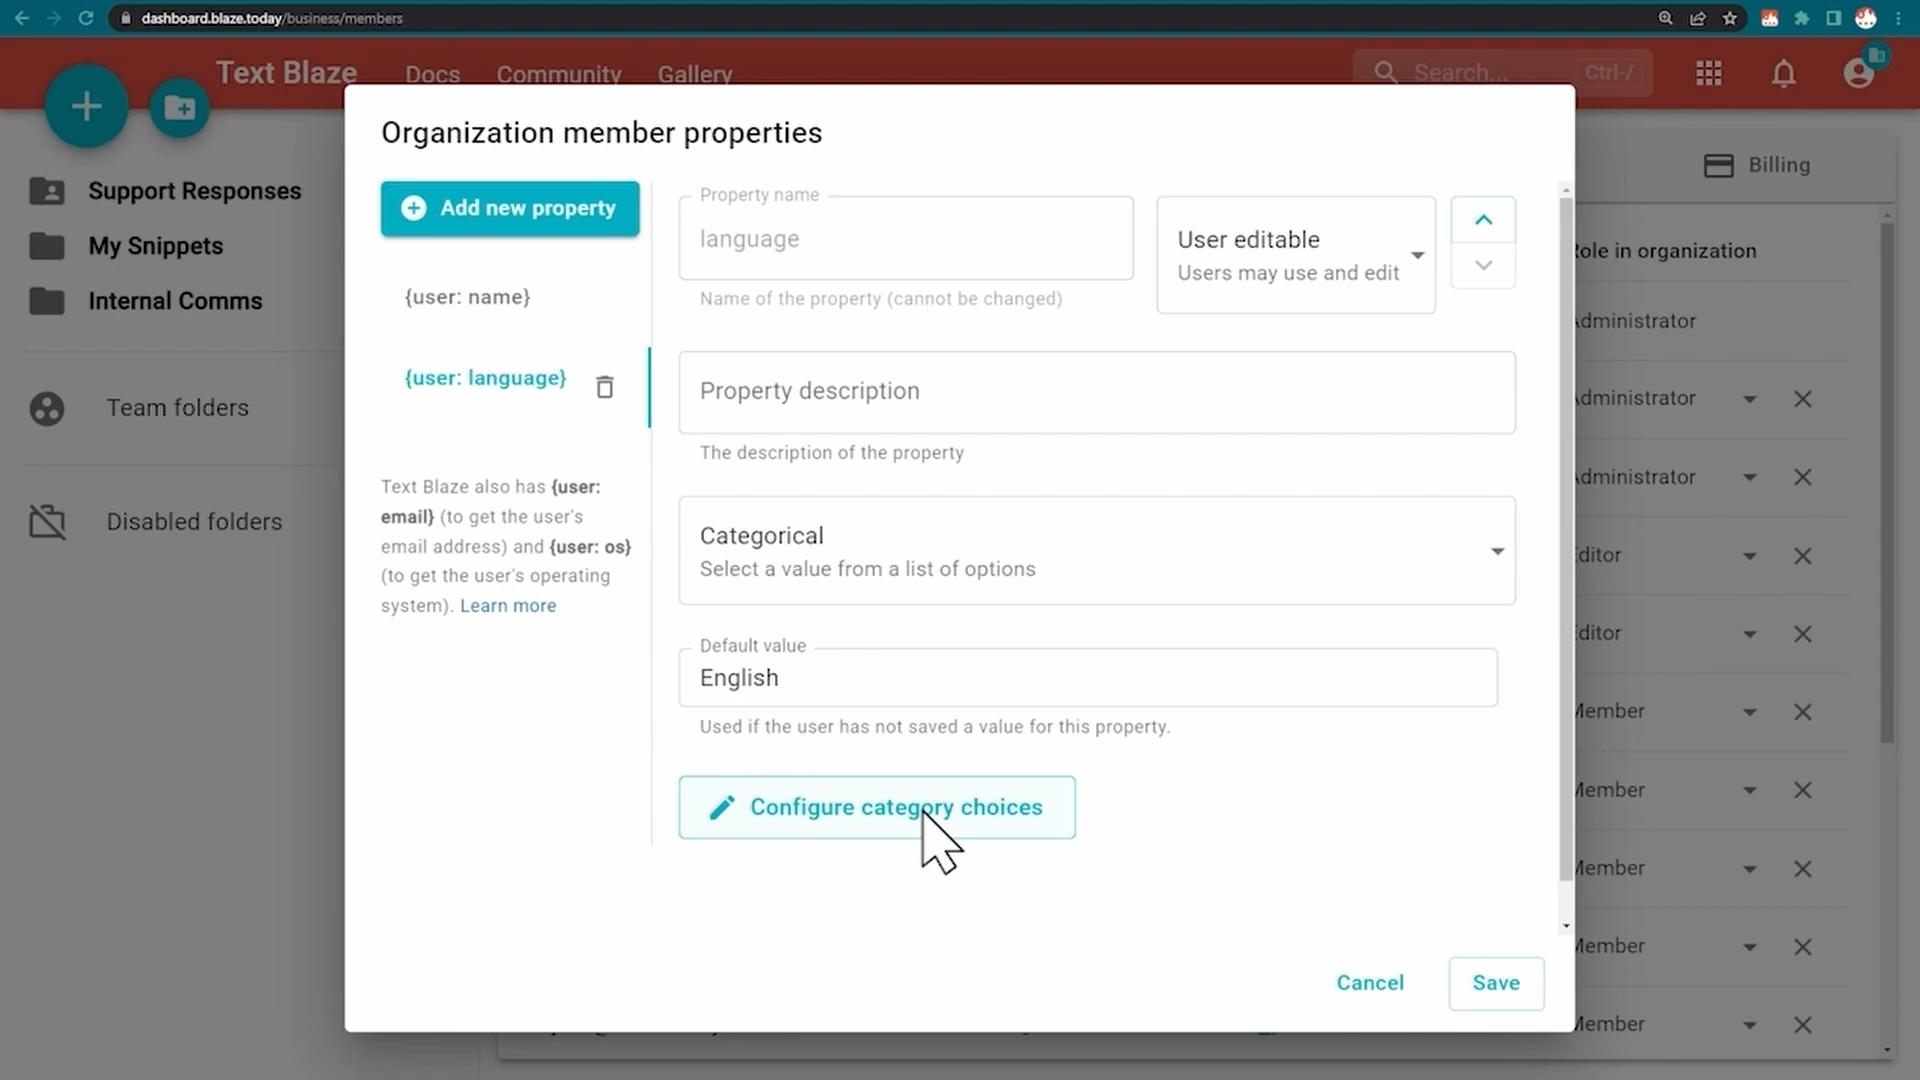 dashboard.blaze.today/business/members
Text Blaze
Docs
Community
Gallery
Search...
Ctrl-/
Support Responses
My Snippets
Internal Comms
Team folders
Disabled folders
Billing
Role in organization
Administrator
Administrator
Administrator
Editor
Editor
Member
Member
Member
Member
Member
Organization member properties
Add new property
{user: name}
{user: language}
Text Blaze also has {user:
email} (to get the user's
email address) and {user: os}
(to get the user's operating
system). Learn more
Property name
language
Name of the property (cannot be changed)
User editable
Users may use and edit
Property description
The description of the property
Categorical
Select a value from a list of options
Default value
English
Used if the user has not saved a value for this property.
Configure category choices
Cancel
Save